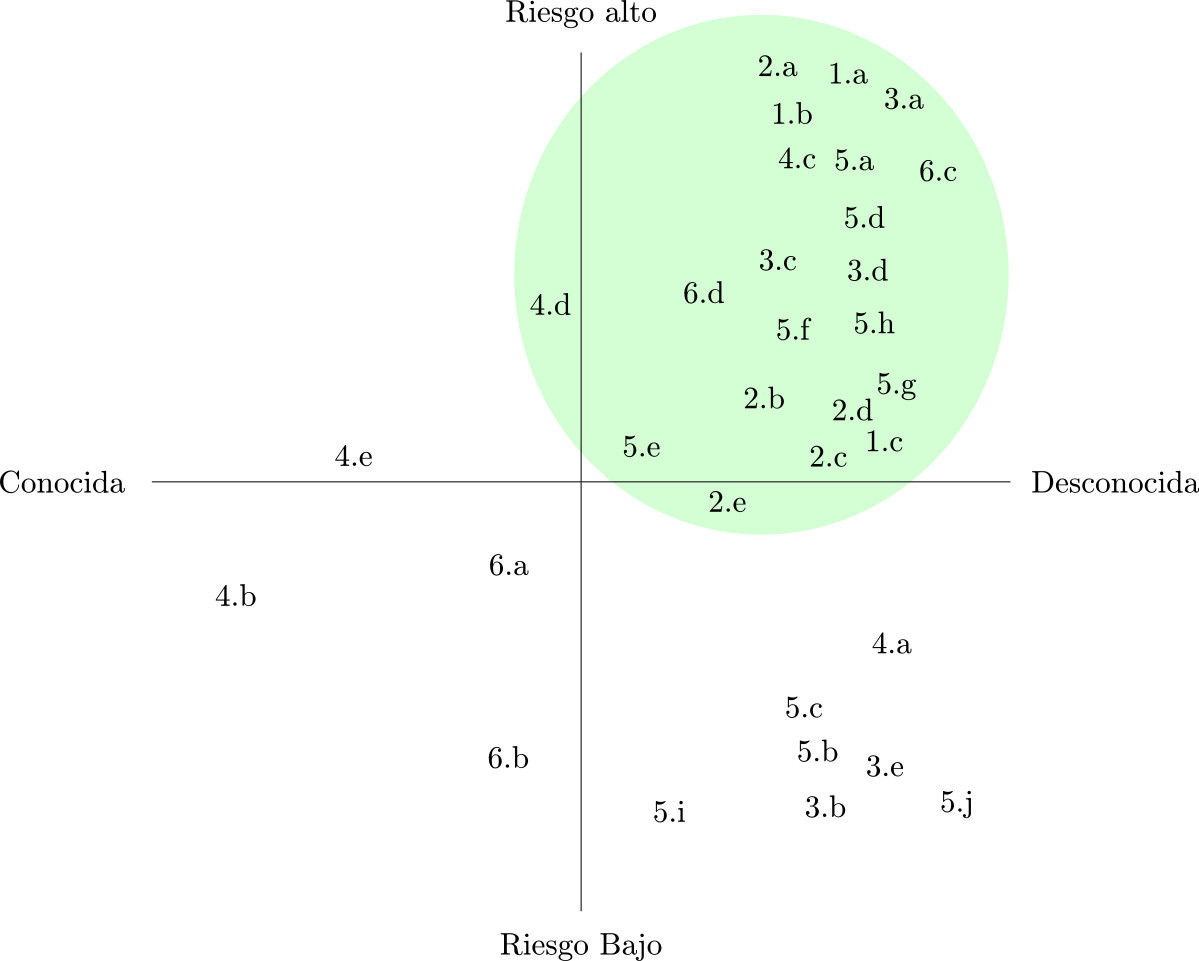 Riesgo alto
2.a
1.a
3.a
1.b
4.c
5.a
6.c
5.d
3.c
3.d
6.d
4.d
5.f
5.h
5.g
2.b
2.d
1.c
5.e
2.c
4.e
Conocida
Desconocida
2.e
6.a
4.b
4.a
5.c
5.b
6.b
3.e
5.j
3.b
5.i
Riesgo Bajo